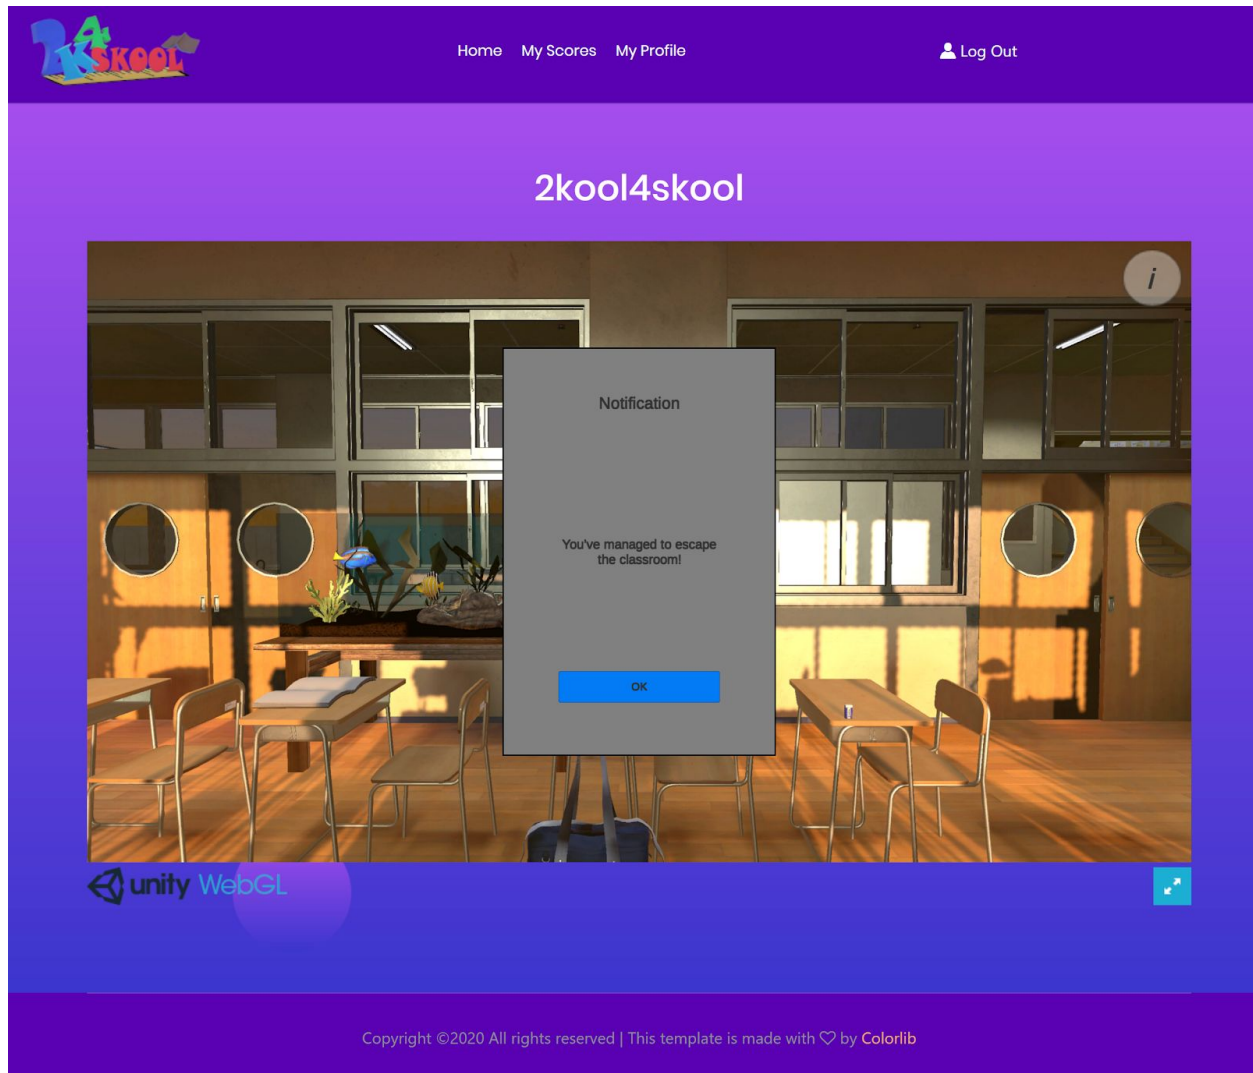 2K4SKOOL
Home My Scores My Profile Log Out
2kool4skool
i
Notification
You've managed to escape
the classroom!
OK
unity WebGL
Copyright ©2020 All rights reserved | This template is made with ♡ by Colorlib